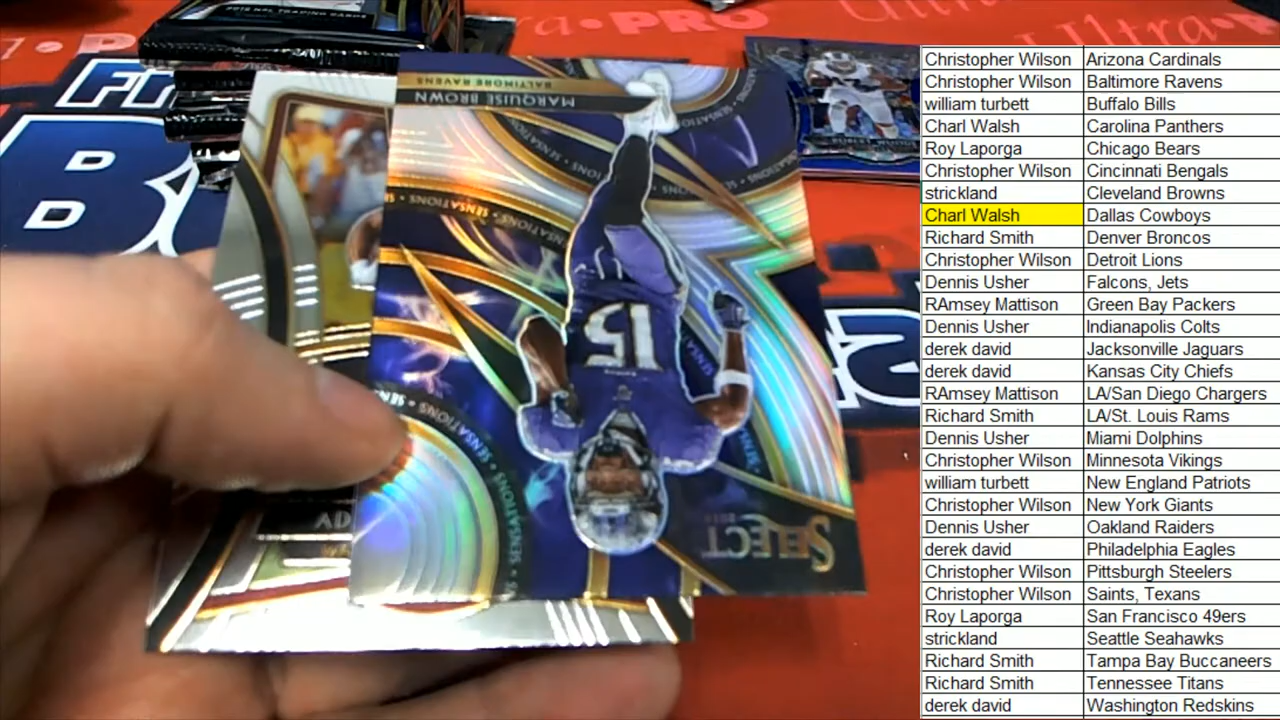 Ultra•PRO
Ultra
BALTIMORE RAVENS
MARQUISE BROWN
SENSATIONS
SENSATIONS
SENSATIONS
15
SELECT
Christopher Wilson Arizona Cardinals
Christopher Wilson Baltimore Ravens
william turbett Buffalo Bills
Charl Walsh Carolina Panthers
Roy Laporga Chicago Bears
Christopher Wilson Cincinnati Bengals
strickland Cleveland Browns
Charl Walsh Dallas Cowboys
Richard Smith Denver Broncos
Christopher Wilson Detroit Lions
Dennis Usher Falcons, Jets
RAmsey Mattison Green Bay Packers
Dennis Usher Indianapolis Colts
derek david Jacksonville Jaguars
derek david Kansas City Chiefs
RAmsey Mattison LA/San Diego Chargers
Richard Smith LA/St. Louis Rams
Dennis Usher Miami Dolphins
Christopher Wilson Minnesota Vikings
william turbett New England Patriots
Christopher Wilson New York Giants
Dennis Usher Oakland Raiders
derek david Philadelphia Eagles
Christopher Wilson Pittsburgh Steelers
Christopher Wilson Saints, Texans
Roy Laporga San Francisco 49ers
strickland Seattle Seahawks
Richard Smith Tampa Bay Buccaneers
Richard Smith Tennessee Titans
derek david Washington Redskins